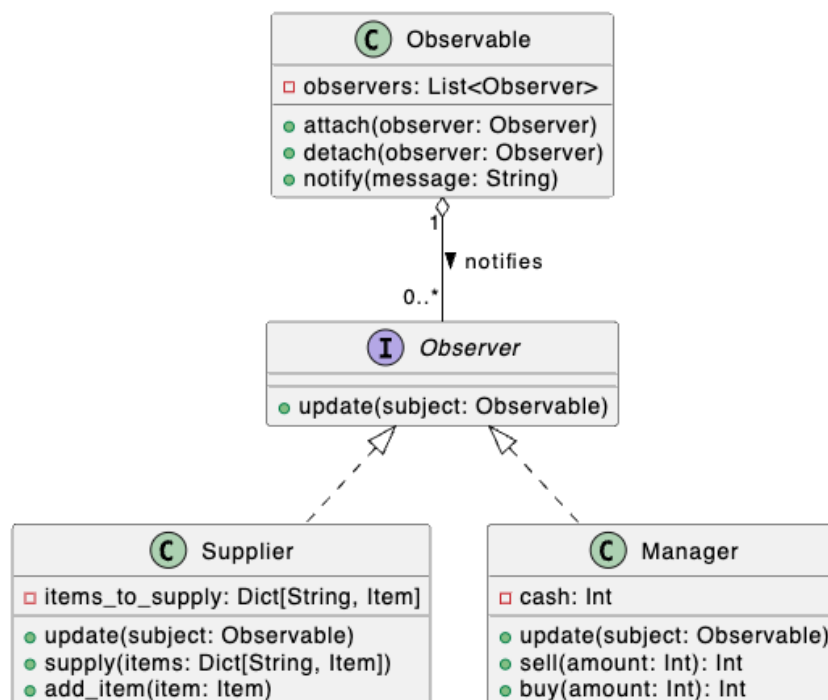 C Observable
observers: List<Observer>
attach(observer: Observer)
detach(observer: Observer)
notify(message: String)
1
notifies
0..*
I Observer
update(subject: Observable)
C Supplier
items_to_supply: Dict[String, Item]
update(subject: Observable)
supply(items: Dict[String, Item])
add_item(item: Item)
C Manager
cash: Int
update(subject: Observable)
sell(amount: Int): Int
buy(amount: Int): Int